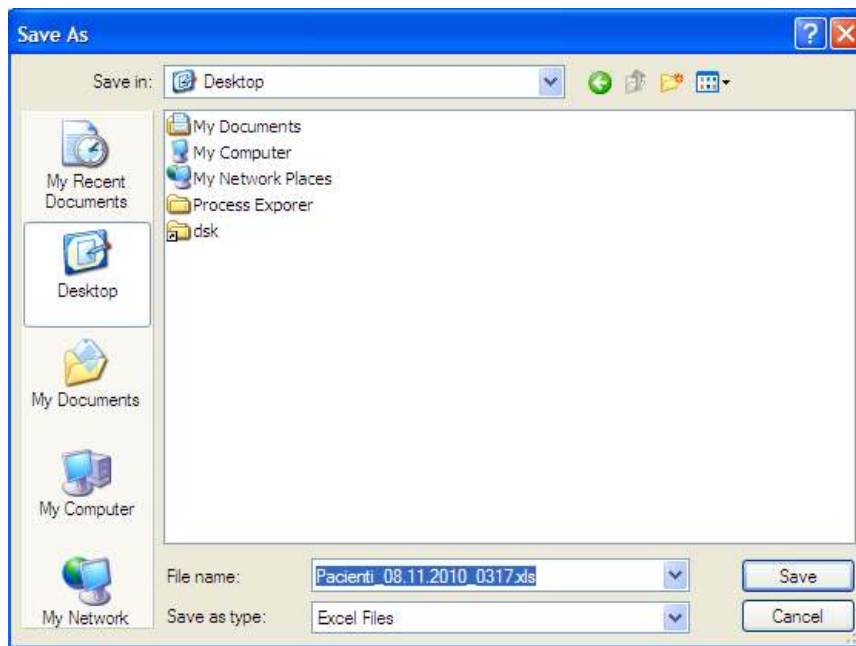 Save As
Save in:
Desktop
My Recent
Documents
Desktop
My Documents
My Computer
My Network
My Documents
My Computer
My Network Places
Process Exporer
dsk
File name:
Pacienti_08.11.2010_0317.xls
Save
Save as type:
Excel Files
Cancel